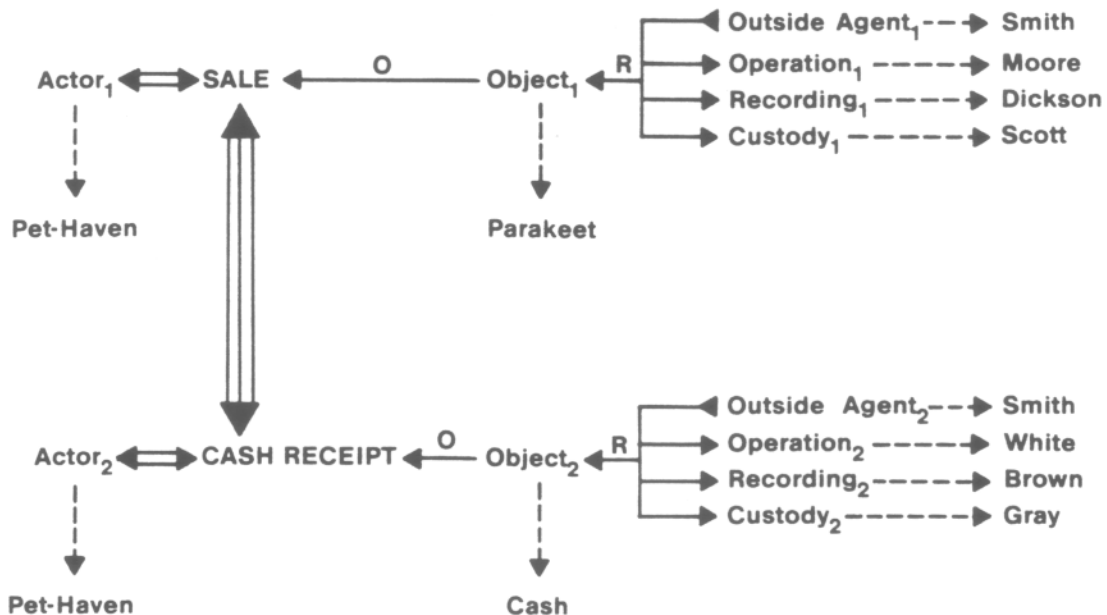 Outside Agent₁ Smith
R Operation₁ Moore
Actor₁ SALE O Object₁
Recording₁ Dickson
Custody₁ Scott
Pet-Haven Parakeet
Outside Agent₂ Smith
R Operation₂ White
Actor₂ CASH RECEIPT O Object₂
Recording₂ Brown
Custody₂ Gray
Pet-Haven Cash